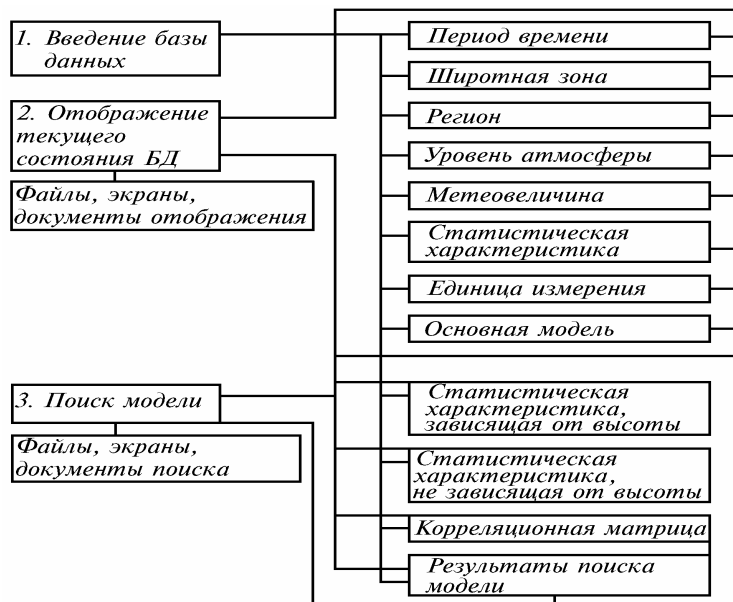 1. Введение базы
данных
2. Отображение
текущего
состояния БД
Файлы, экраны,
документы отображения
3. Поиск модели
Файлы, экраны,
документы поиска
Период времени
Широтная зона
Регион
Уровень атмосферы
Метеовеличина
Статистическая
характеристика
Единица измерения
Основная модель
Статистическая
характеристика,
зависящая от высоты
Статистическая
характеристика,
не зависящая от высоты
Корреляционная матрица
Результаты поиска
модели